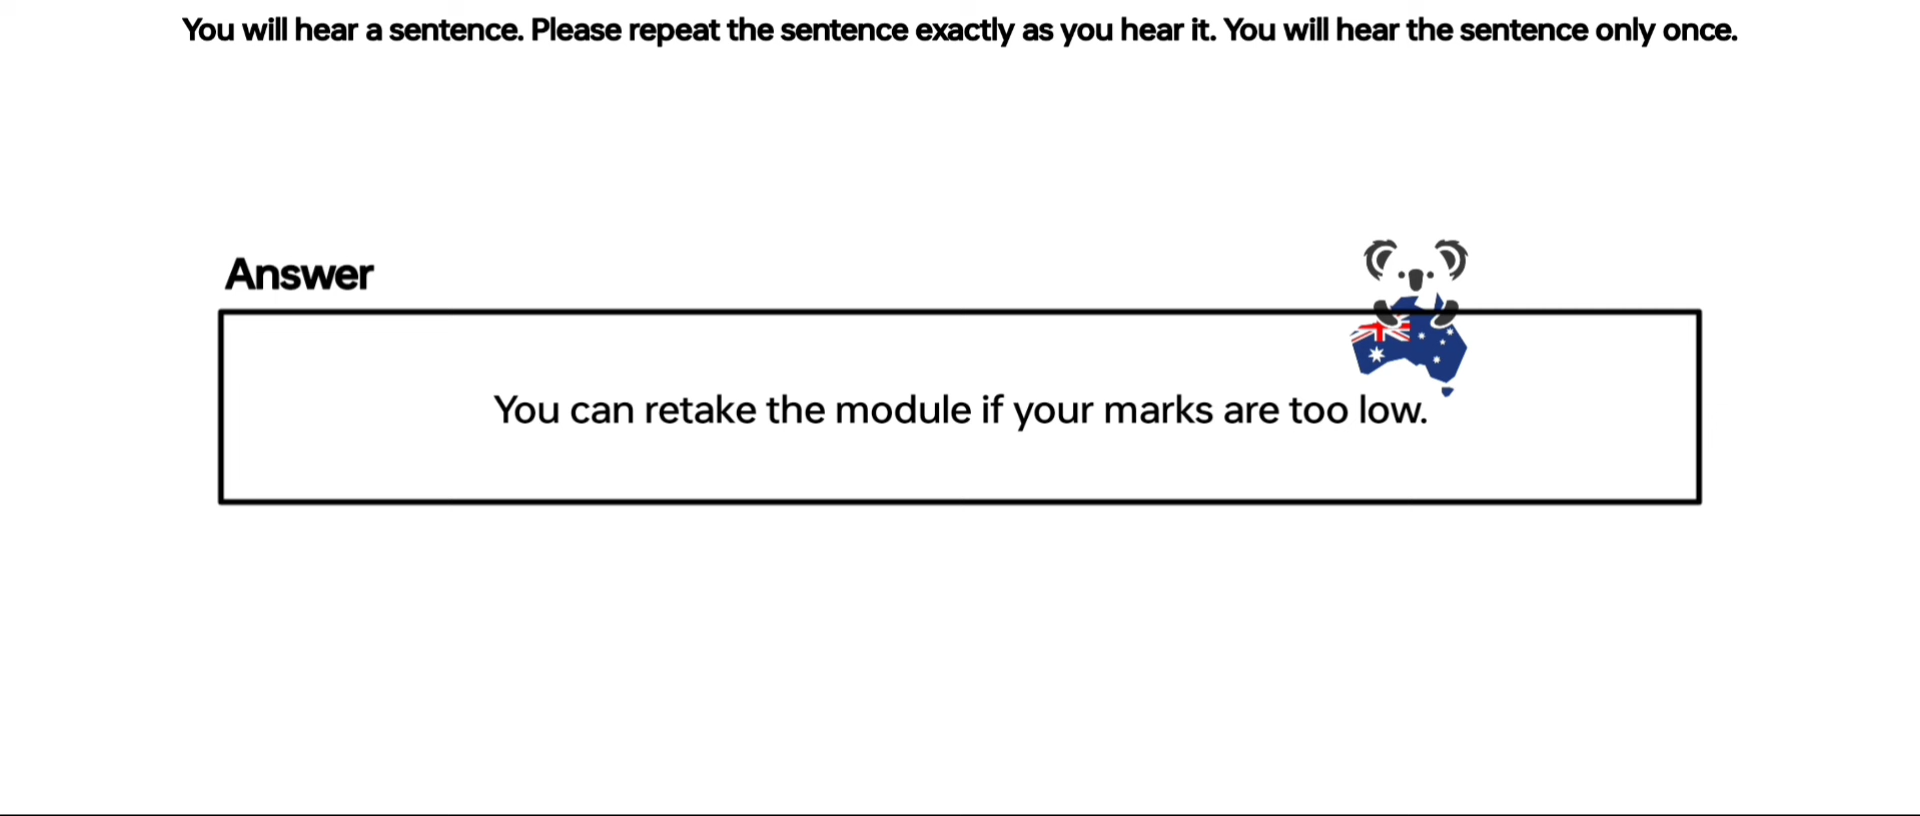 You will hear a sentence. Please repeat the sentence exactly as you hear it. You will hear the sentence only once.
Answer
You can retake the module if your marks are too low.